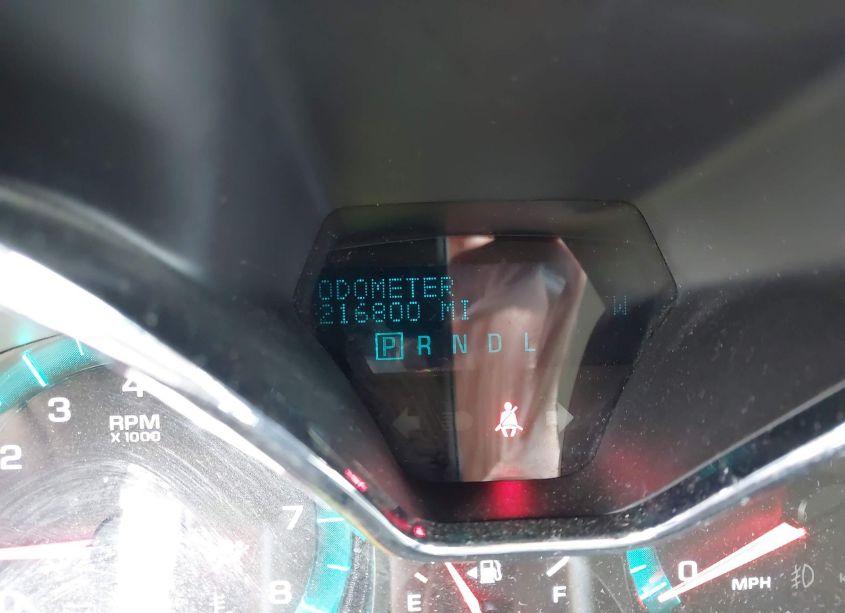 ODOMETER
216800 MI
W
P R N D L
4
3
2
RPM
X 1000
7
8
E
F
0
MPH